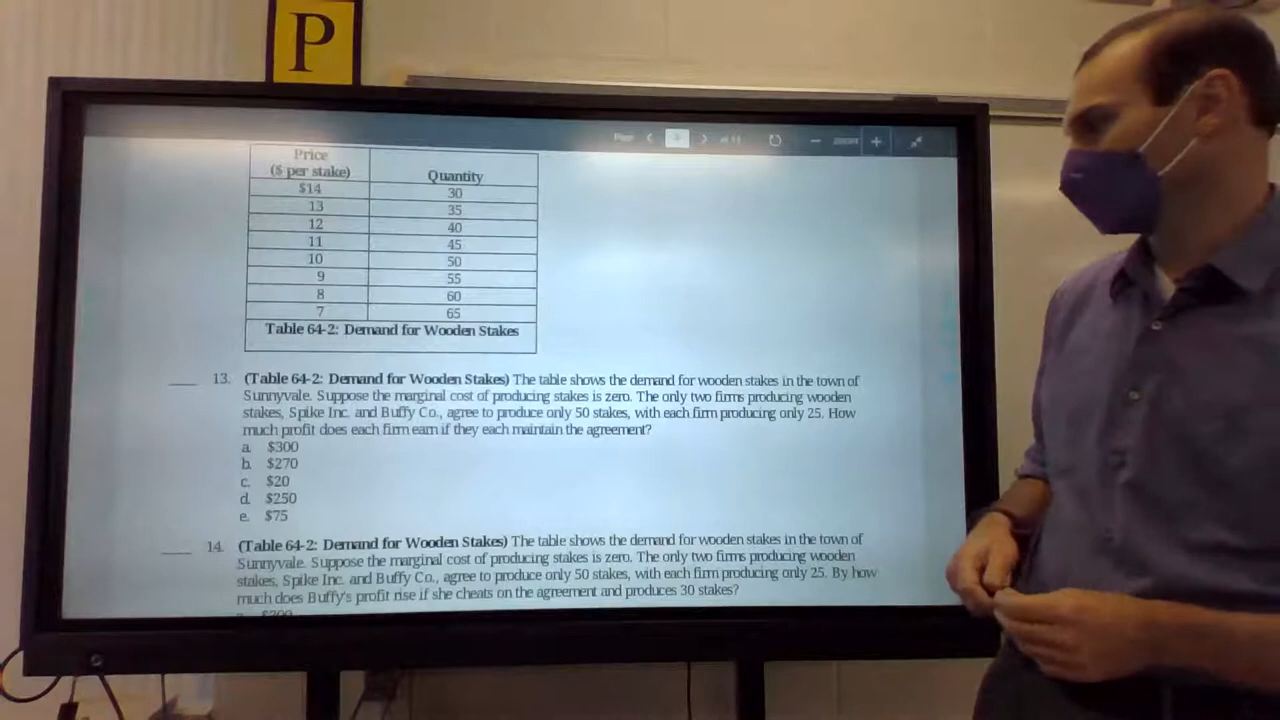 P
Page of 11 ZOOM
Price
($ per stake) Quantity
$14 30
13 35
12 40
11 45
10 50
9 55
8 60
7 65
Table 64-2: Demand for Wooden Stakes
13. (Table 64-2: Demand for Wooden Stakes) The table shows the demand for wooden stakes in the town of
Sunnyvale. Suppose the marginal cost of producing stakes is zero. The only two firms producing wooden
stakes, Spike Inc. and Buffy Co., agree to produce only 50 stakes, with each firm producing only 25. How
much profit does each firm earn if they each maintain the agreement?
a. $300
b. $270
c. $20
d. $250
e. $75
14. (Table 64-2: Demand for Wooden Stakes) The table shows the demand for wooden stakes in the town of
Sunnyvale. Suppose the marginal cost of producing stakes is zero. The only two firms producing wooden
stakes, Spike Inc. and Buffy Co., agree to produce only 50 stakes, with each firm producing only 25. By how
much does Buffy's profit rise if she cheats on the agreement and produces 30 stakes?